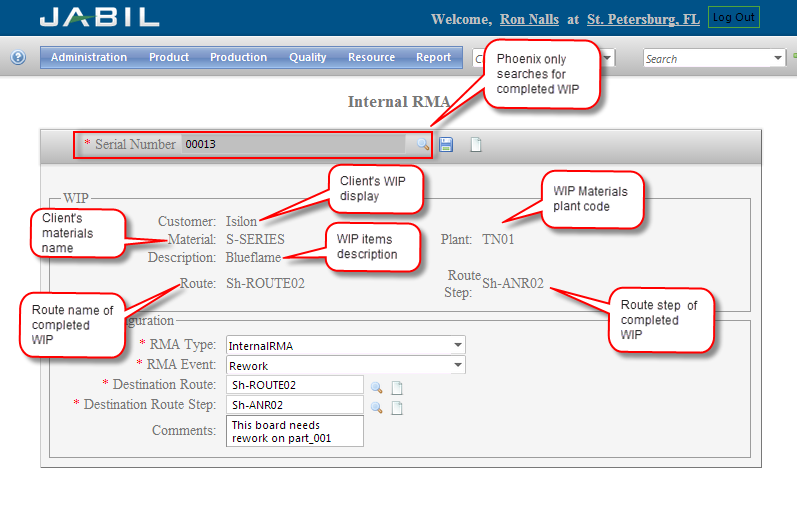 JABIL
Welcome, Ron Nalls at St. Petersburg, FL Log Out
Administration Product Production Quality Resource Report
Search
Phoenix only
searches for
completed WIP
Internal RMA
* Serial Number 00013
WIP
Client's WIP
display
WIP Materials
plant code
Client's
materials
name
Customer: Isilon
Material: S-SERIES
Plant: TN01
WIP items
description
Description: Blueflame
Route: Sh-ROUTE02
Route
Step: Sh-ANR02
Route name of
completed
WIP
Route step of
completed
WIP
* RMA Type: InternalRMA
* RMA Event: Rework
* Destination Route: Sh-ROUTE02
* Destination Route Step: Sh-ANR02
Comments: This board needs
rework on part_001